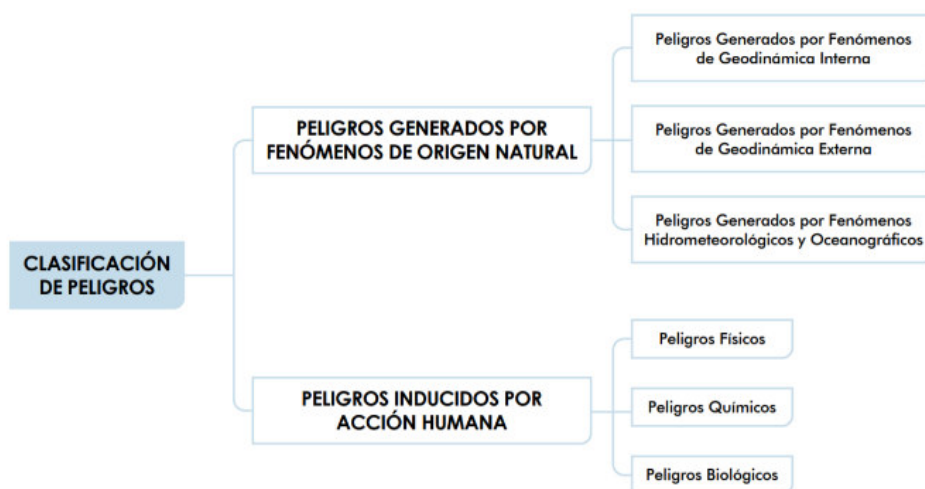 CLASIFICACIÓN
DE PELIGROS
PELIGROS GENERADOS POR
FENÓMENOS DE ORIGEN NATURAL
Peligros Generados por Fenómenos
de Geodinámica Interna
Peligros Generados por Fenómenos
de Geodinámica Externa
Peligros Generados por Fenómenos
Hidrometeorológicos y Oceanográficos
PELIGROS INDUCIDOS POR
ACCIÓN HUMANA
Peligros Físicos
Peligros Químicos
Peligros Biológicos